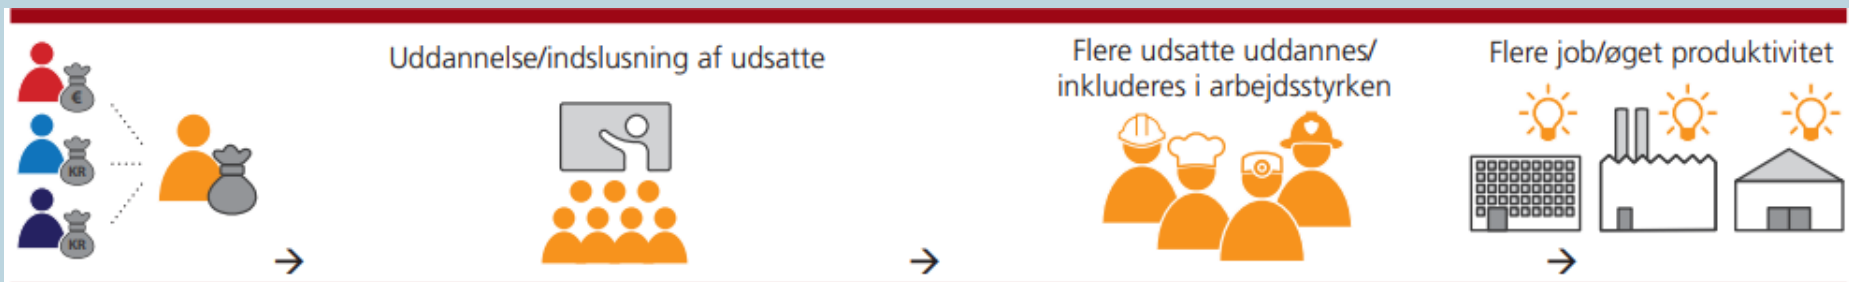 €
KR
KR
Uddannelse/indslusning af udsatte
Flere udsatte uddannes/
inkluderes i arbejdsstyrken
Flere job/øget produktivitet